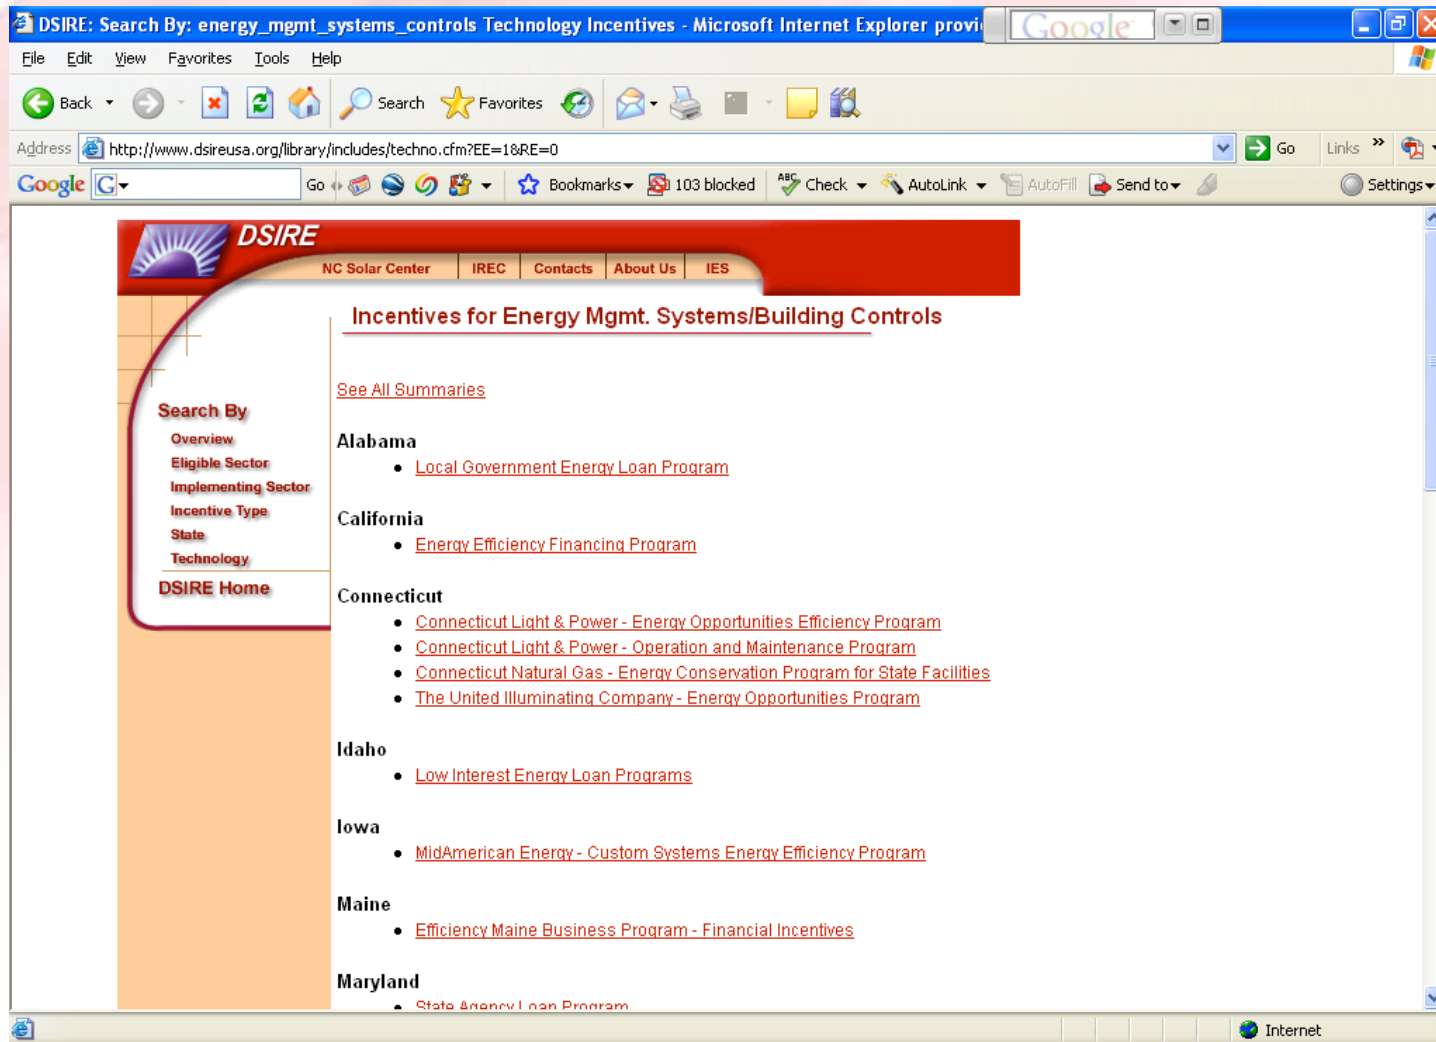 DSIRE: Search By: energy_mgmt_systems_controls Technology Incentives - Microsoft Internet Explorer provi
Google
File Edit View Favorites Tools Help
Back Search Favorites
Address http://www.dsireusa.org/library/includes/techno.cfm?EE=1&RE=0 Go Links »
Google G Go Bookmarks 103 blocked ABC Check AutoLink AutoFill Send to Settings
DSIRE
NC Solar Center IREC Contacts About Us IES
Incentives for Energy Mgmt. Systems/Building Controls
See All Summaries
Search By
Overview
Eligible Sector
Implementing Sector
Incentive Type
State
Technology
DSIRE Home
Alabama
• Local Government Energy Loan Program
California
• Energy Efficiency Financing Program
Connecticut
• Connecticut Light & Power - Energy Opportunities Efficiency Program
• Connecticut Light & Power - Operation and Maintenance Program
• Connecticut Natural Gas - Energy Conservation Program for State Facilities
• The United Illuminating Company - Energy Opportunities Program
Idaho
• Low Interest Energy Loan Programs
Iowa
• MidAmerican Energy - Custom Systems Energy Efficiency Program
Maine
• Efficiency Maine Business Program - Financial Incentives
Maryland
• State Agency Loan Program
Internet